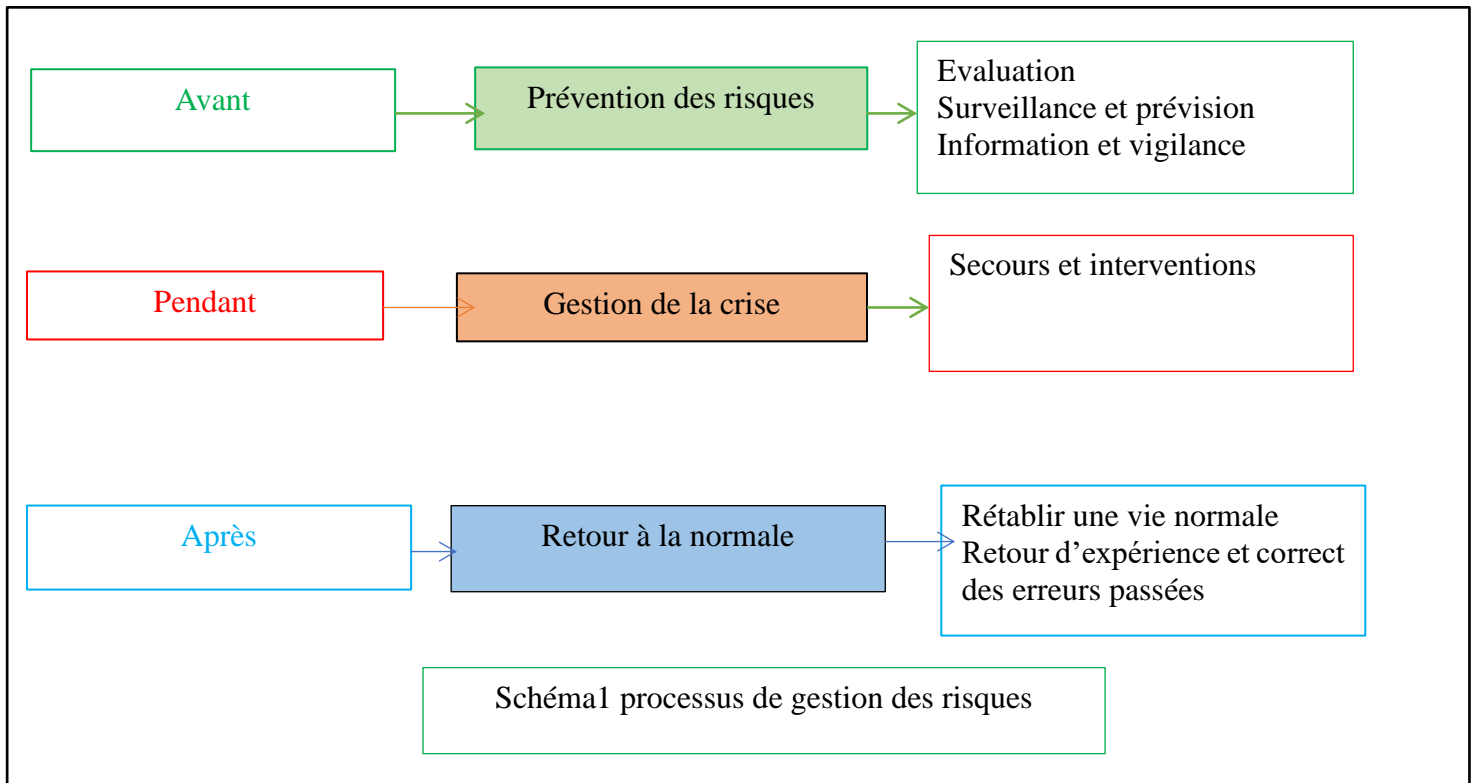 Avant
Prévention des risques
Evaluation
Surveillance et prévision
Information et vigilance
Pendant
Gestion de la crise
Secours et interventions
Après
Retour à la normale
Rétablir une vie normale
Retour d’expérience et correct
des erreurs passées
Schéma1 processus de gestion des risques